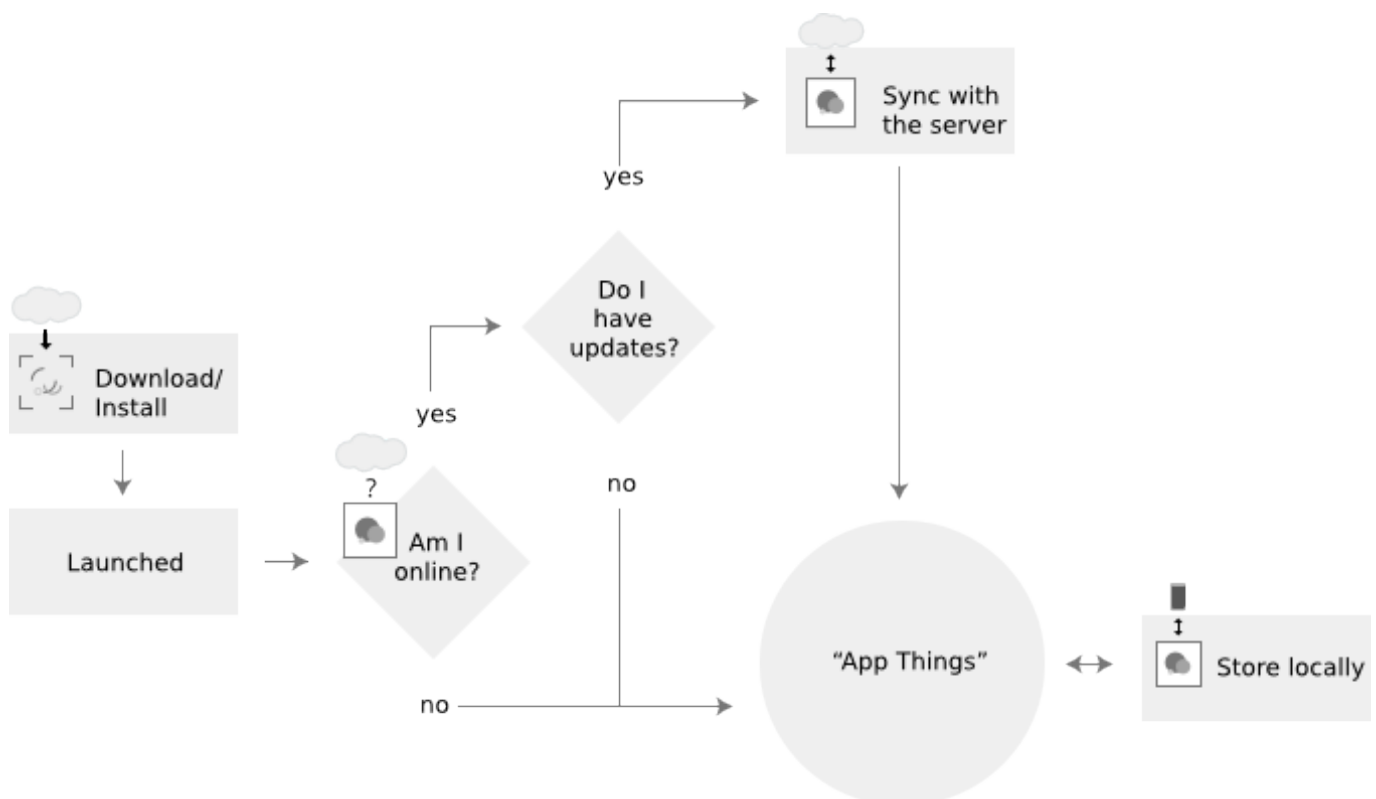 Sync with
the server
yes
Do I
have
updates?
Download/
Install
yes
no
?
Launched
Am I
online?
“App Things”
Store locally
no